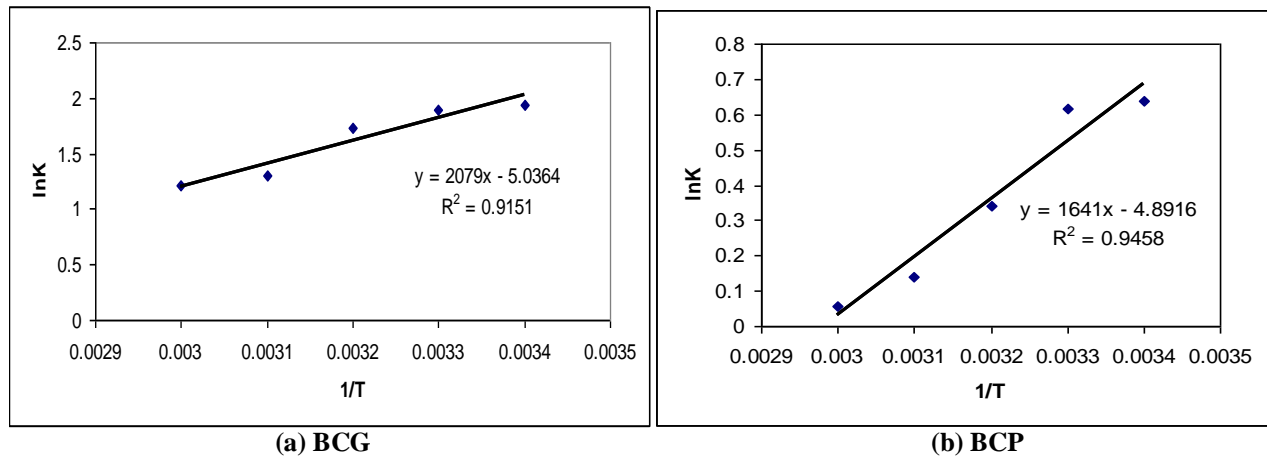 2.5
2
1.5
1
0.5
0
lnK
y = 2079x - 5.0364
R² = 0.9151
0.0029 0.003 0.0031 0.0032 0.0033 0.0034 0.0035
1/T
(a) BCG
0.8
0.7
0.6
0.5
0.4
0.3
0.2
0.1
0
lnK
y = 1641x - 4.8916
R² = 0.9458
0.0029 0.003 0.0031 0.0032 0.0033 0.0034 0.0035
1/T
(b) BCP